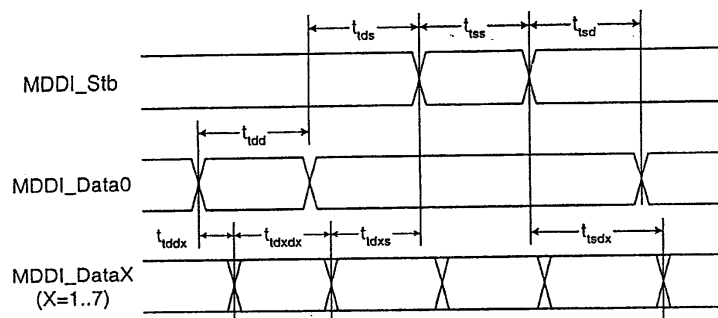 t_tds t_tss t_tsd
MDDI_Stb
t_tdd
MDDI_Data0
t_tddx t_tdxdx t_tdxs t_tsdx
MDDI_DataX
(X=1..7)